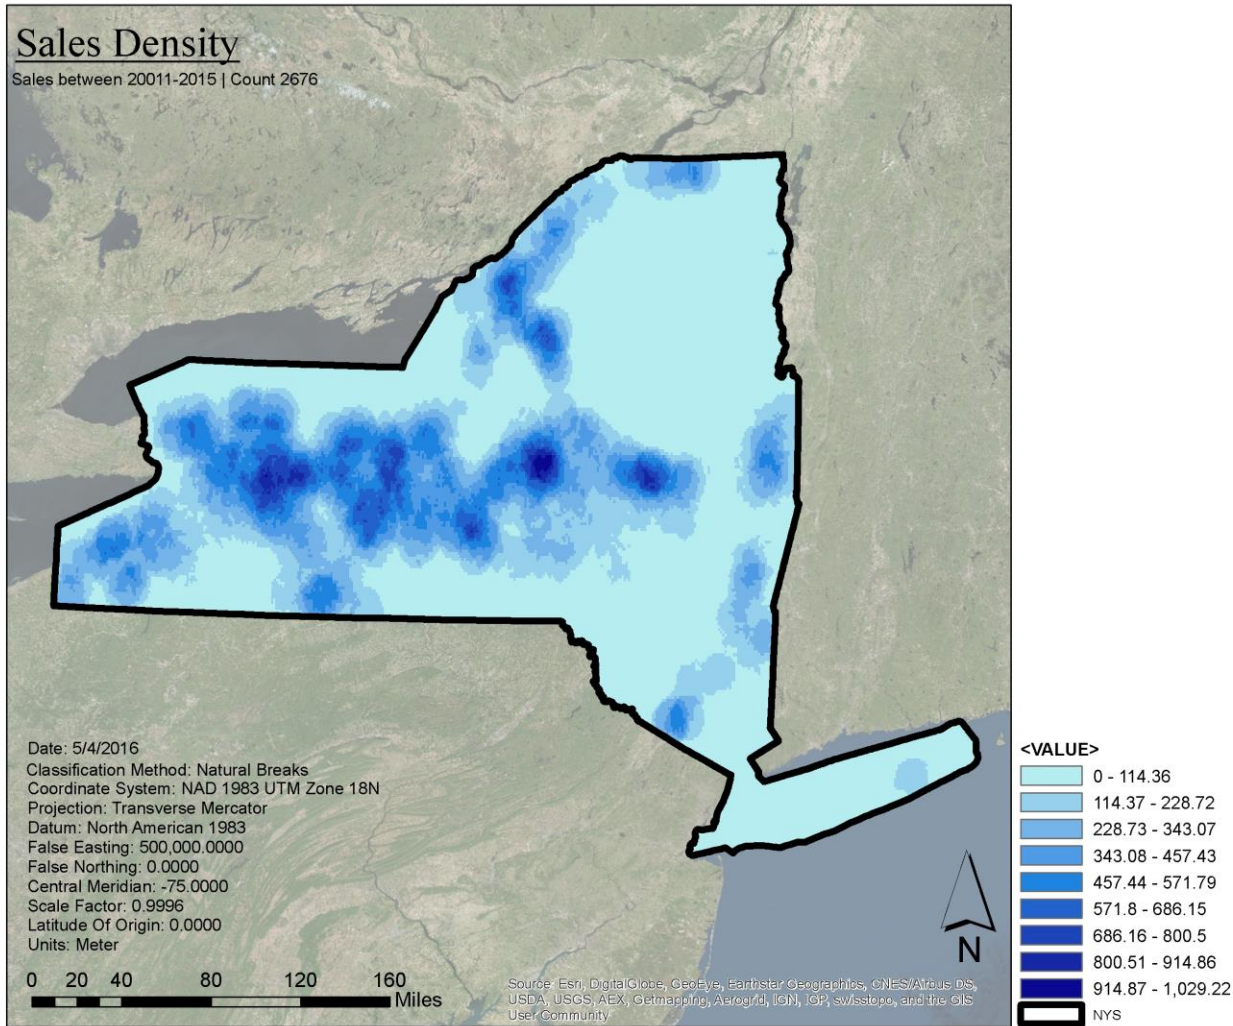 Sales Density
Sales between 20011-2015 | Count 2676
Date: 5/4/2016
Classification Method: Natural Breaks
Coordinate System: NAD 1983 UTM Zone 18N
Projection: Transverse Mercator
Datum: North American 1983
False Easting: 500,000.0000
False Northing: 0.0000
Central Meridian: -75.0000
Scale Factor: 0.9996
Latitude Of Origin: 0.0000
Units: Meter
0 20 40 80 120 160
Miles
Source: Esri, DigitalGlobe, GeoEye, Earthstar Geographics, CNES/Airbus DS,
USDA, USGS, AEX, Getmapping, Aerogrid, IGN, IGP, swisstopo, and the GIS
User Community
N
<VALUE>
0 - 114.36
114.37 - 228.72
228.73 - 343.07
343.08 - 457.43
457.44 - 571.79
571.8 - 686.15
686.16 - 800.5
800.51 - 914.86
914.87 - 1,029.22
NYS